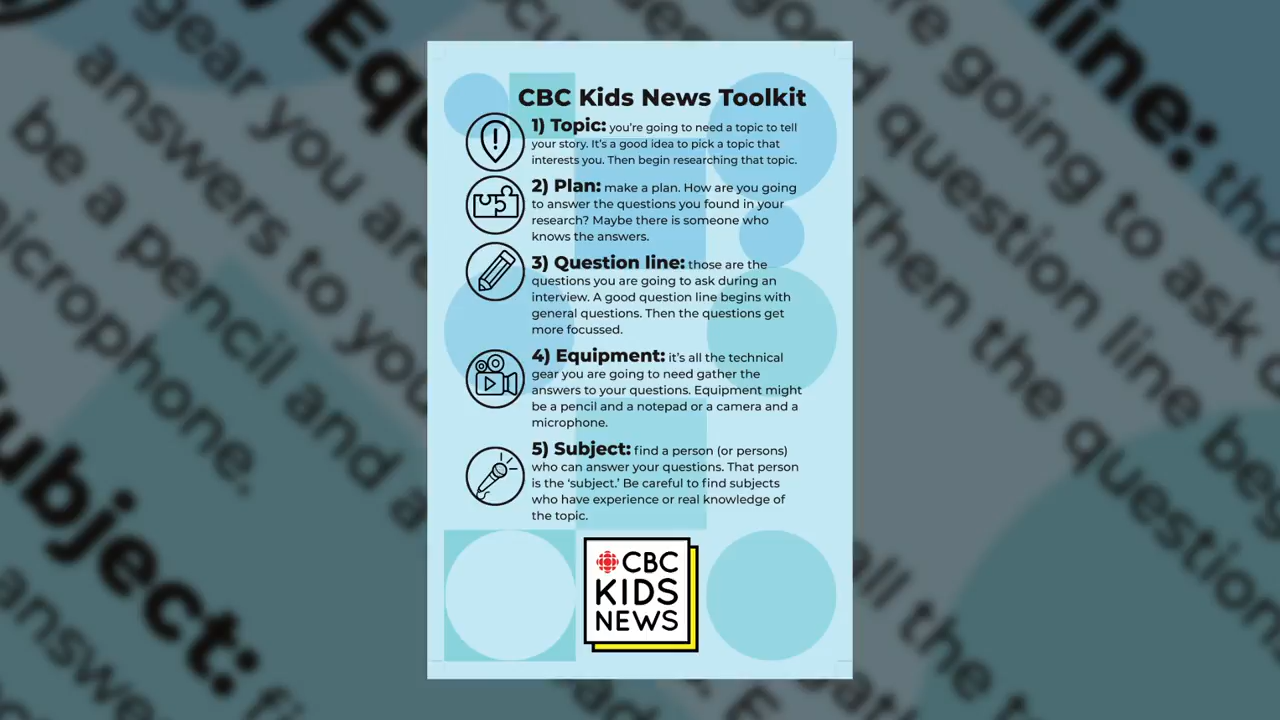 CBC Kids News Toolkit
1) Topic: you're going to need a topic to tell
your story. It's a good idea to pick a topic that
interests you. Then begin researching that topic.
2) Plan: make a plan. How are you going
to answer the questions you found in your
research? Maybe there is someone who
knows the answers.
3) Question line: those are the
questions you are going to ask during an
interview. A good question line begins with
general questions. Then the questions get
more focussed.
4) Equipment: it's all the technical
gear you are going to need gather the
answers to your questions. Equipment might
be a pencil and a notepad or a camera and a
microphone.
5) Subject: find a person (or persons)
who can answer your questions. That person
is the 'subject.' Be careful to find subjects
who have experience or real knowledge of
the topic.
CBC
KIDS
NEWS